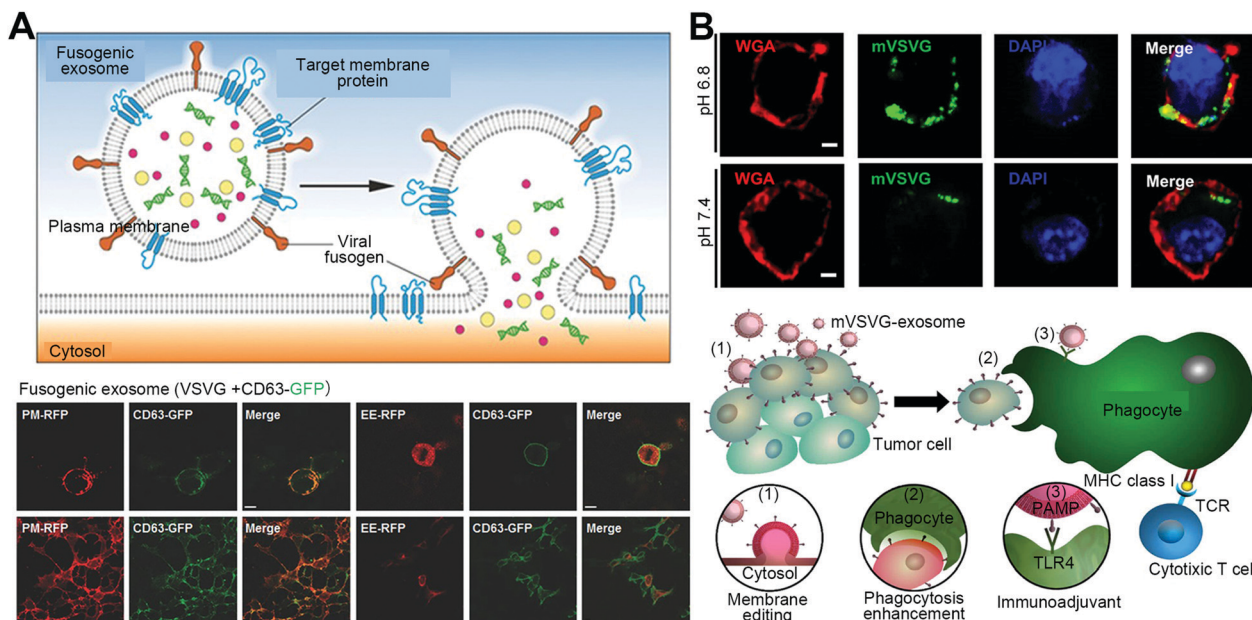 A
Fusogenic
exosome
Target membrane
protein
Plasma membrane
Viral
fusogen
Cytosol
Fusogenic exosome (VSVG +CD63-GFP)
PM-RFP CD63-GFP Merge EE-RFP CD63-GFP Merge
PM-RFP CD63-GFP Merge EE-RFP CD63-GFP Merge
B
pH 6.8
WGA mVSVG DAPI Merge
pH 7.4
WGA mVSVG DAPI Merge
mVSVG-exosome
(1)
Tumor cell
(2)
(3)
Phagocyte
MHC class I
TCR
Cytotixic T cell
(1)
Cytosol
Membrane
editing
(2)
Phagocyte
Phagocytosis
enhancement
(3)
PAMP
TLR4
Immunoadjuvant